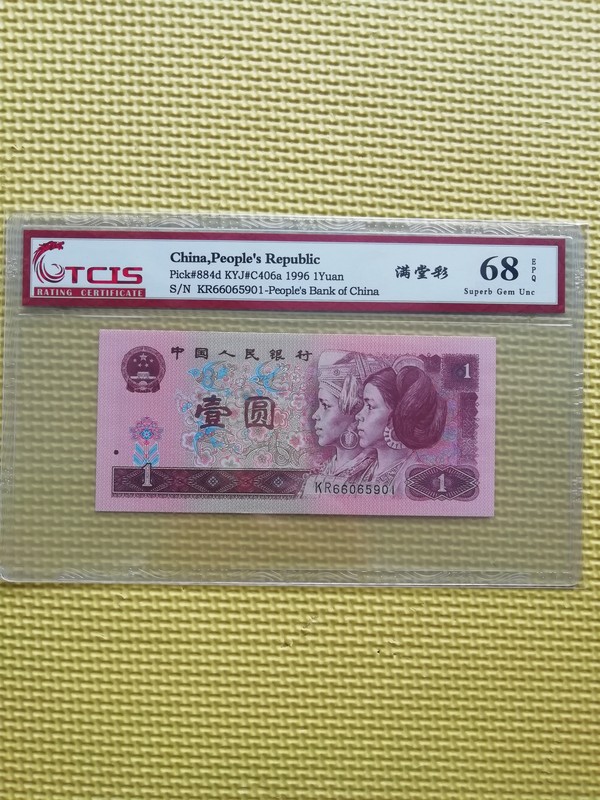 TCIS
RATING CERTIFICATE
China,People's Republic
Pick#884d KYJ#C406a 1996 1Yuan
S/N KR66065901-People's Bank of China
满堂彩
68
EPQ
Superb Gem Unc
中国人民银行
壹圆
1
1
KR66065901
1